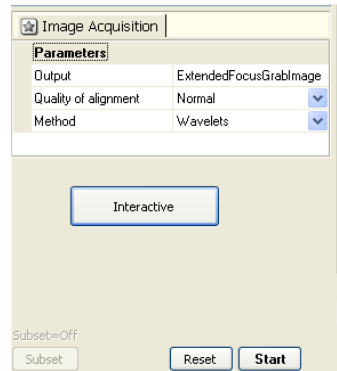 Image Acquisition
Parameters
Output ExtendedFocusGrabImage
Quality of alignment Normal
Method Wavelets
Interactive
Subset=Off
Subset Reset Start